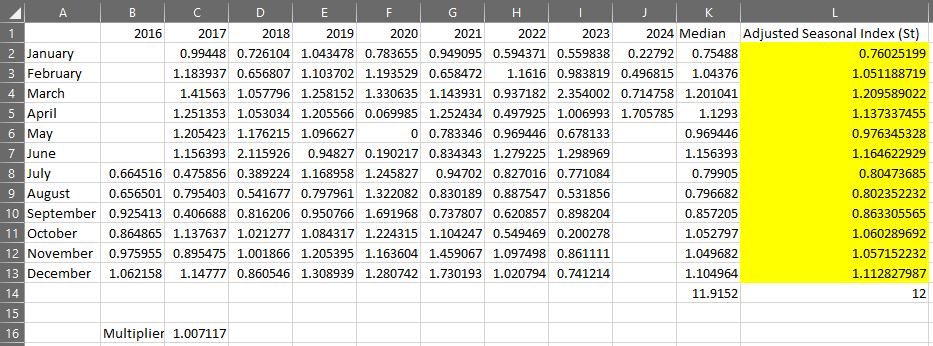 A B C D E F G H I J K L
1 2016 2017 2018 2019 2020 2021 2022 2023 2024 Median Adjusted Seasonal Index (St)
2 January 0.99448 0.726104 1.043478 0.783655 0.949095 0.594371 0.559838 0.22792 0.75488 0.76025199
3 February 1.183937 0.656807 1.103702 1.193529 0.658472 1.1616 0.983819 0.496815 1.04376 1.051188719
4 March 1.41563 1.057796 1.258152 1.330635 1.143931 0.937182 2.354002 0.714758 1.201041 1.209589022
5 April 1.251353 1.053034 1.205566 0.069985 1.252434 0.497925 1.006993 1.705785 1.1293 1.137337455
6 May 1.205423 1.176215 1.096627 0 0.783346 0.969446 0.678133 0.969446 0.976345328
7 June 1.156393 2.115926 0.94827 0.190217 0.834343 1.279225 1.298969 1.156393 1.164622929
8 July 0.664516 0.475856 0.389224 1.168958 1.245827 0.94702 0.827016 0.771084 0.79905 0.80473685
9 August 0.656501 0.795403 0.541677 0.797961 1.322082 0.830189 0.887547 0.531856 0.796682 0.802352232
10 September 0.925413 0.406688 0.816206 0.950766 1.691968 0.737807 0.620857 0.898204 0.857205 0.863305565
11 October 0.864865 1.137637 1.021277 1.084317 1.224315 1.104247 0.549469 0.200278 1.052797 1.060289692
12 November 0.975955 0.895475 1.001866 1.205395 1.163604 1.459067 1.097498 0.861111 1.049682 1.057152232
13 December 1.062158 1.14777 0.860546 1.308939 1.280742 1.730193 1.020794 0.741214 1.104964 1.112827987
14 11.9152 12
15
16 Multiplier 1.007117